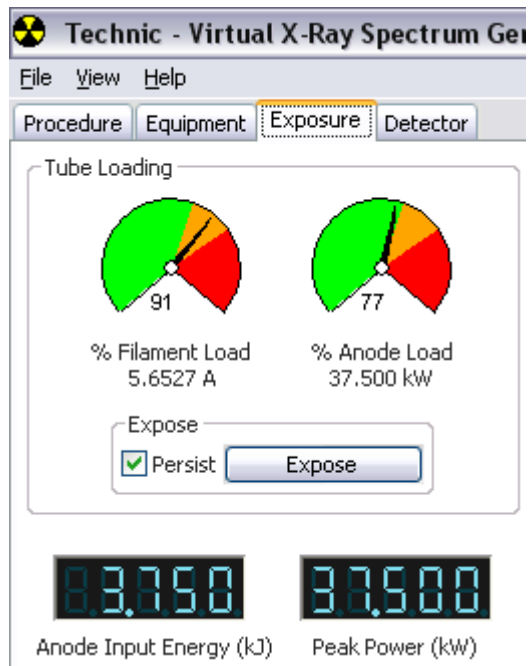 Technic - Virtual X-Ray Spectrum Ger
File View Help
Procedure Equipment Exposure Detector
Tube Loading
91 77
% Filament Load % Anode Load
5.6527 A 37.500 kW
Expose
Persist Expose
3.750 37.500
Anode Input Energy (kJ) Peak Power (kW)